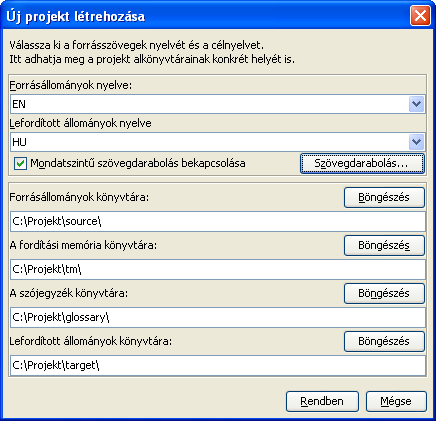 Új projekt létrehozása
Válassza ki a forrásszövegek nyelvét és a célnyelvet.
Itt adhatja meg a projekt alkönyvtárainak konkrét helyét is.
Forrásállományok nyelve:
EN
Lefordított állományok nyelve
HU
Mondatszintű szövegdarabolás bekapcsolása
Szövegdarabolás...
Forrásállományok könyvtára:
Böngészés
C:\Projekt\source\
A fordítási memória könyvtára:
Böngészés
C:\Projekt\tm\
A szójegyzék könyvtára:
Böngészés
C:\Projekt\glossary\
Lefordított állományok könyvtára:
Böngészés
C:\Projekt\target\
Rendben
Mégse